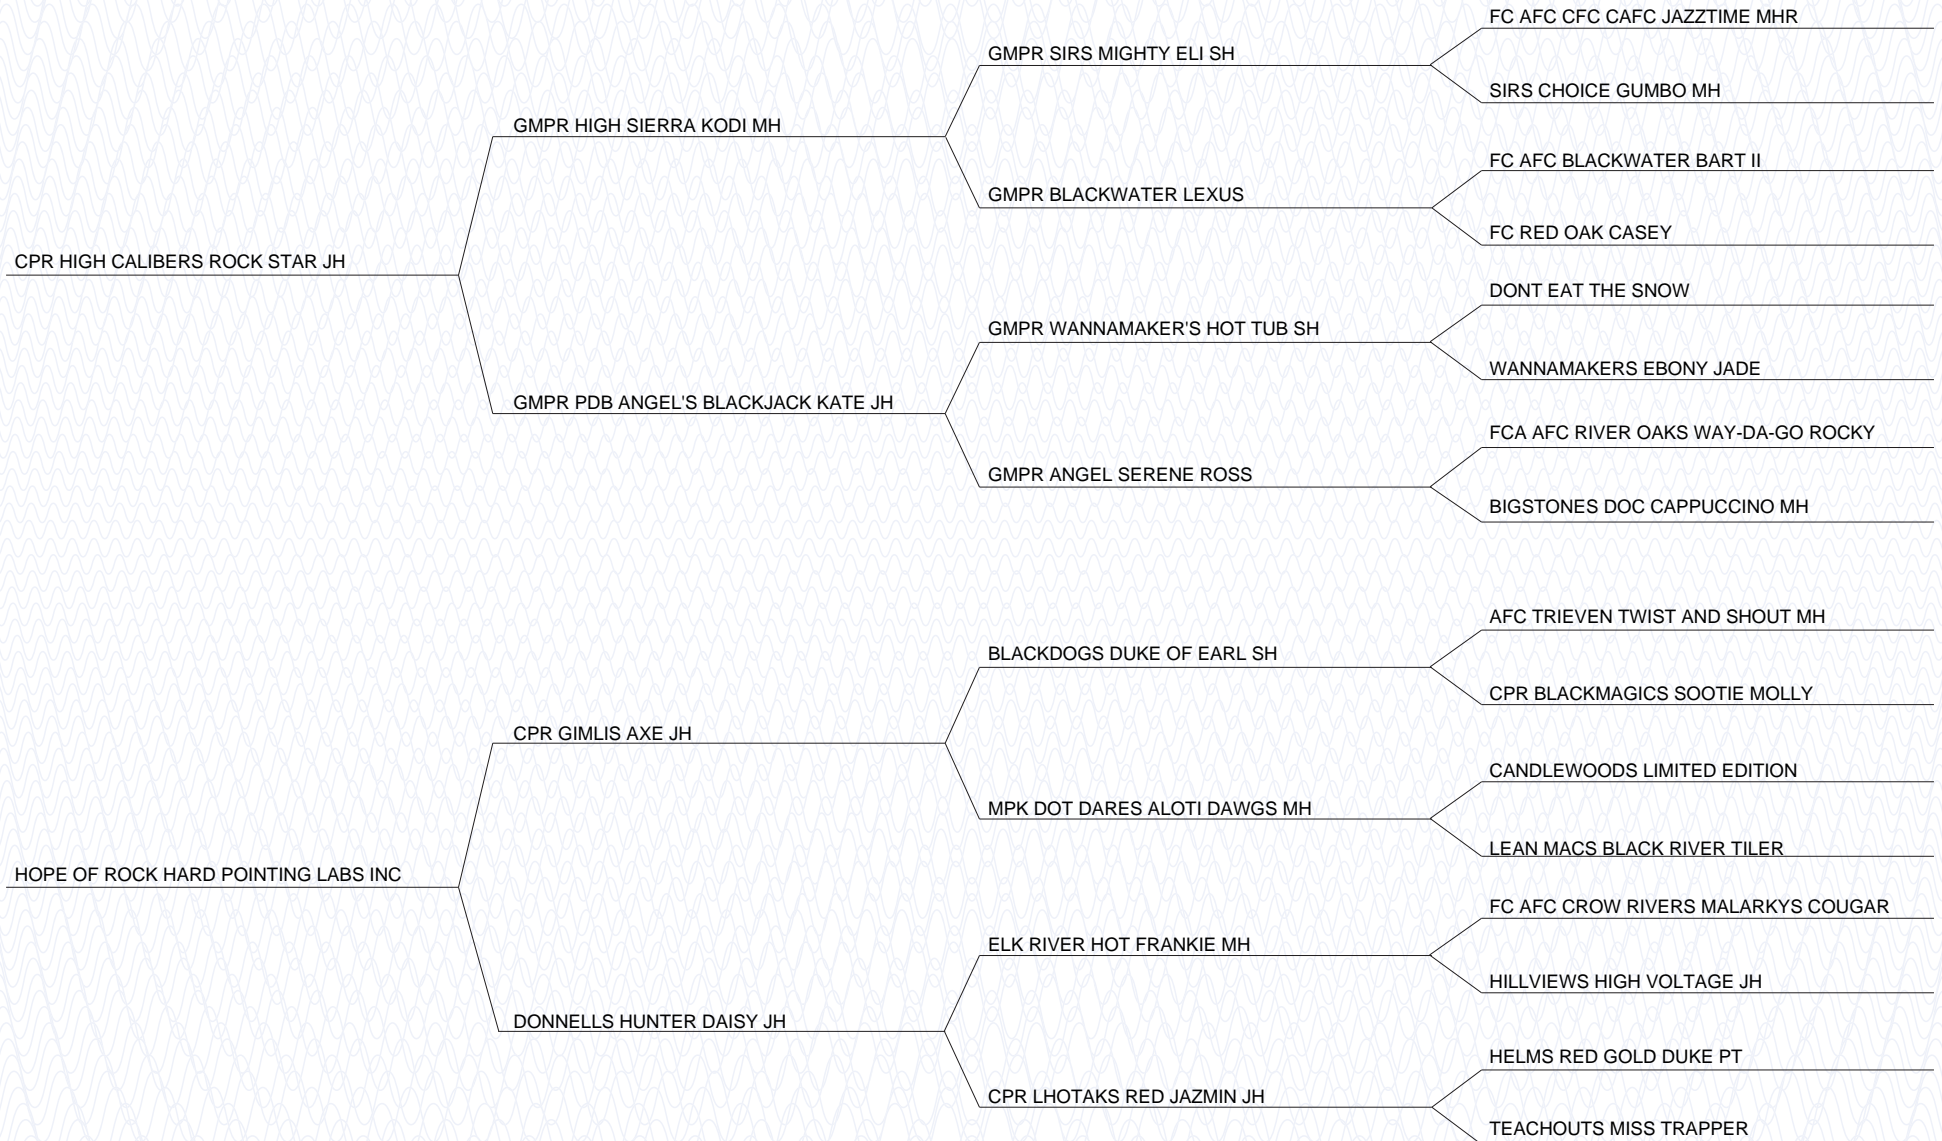 FC AFC CFC CAFC JAZZTIME MHR
GMPR SIRS MIGHTY ELI SH
SIRS CHOICE GUMBO MH
GMPR HIGH SIERRA KODI MH
FC AFC BLACKWATER BART II
GMPR BLACKWATER LEXUS
FC RED OAK CASEY
CPR HIGH CALIBERS ROCK STAR JH
DONT EAT THE SNOW
GMPR WANNAMAKER'S HOT TUB SH
WANNAMAKERS EBONY JADE
GMPR PDB ANGEL'S BLACKJACK KATE JH
FCA AFC RIVER OAKS WAY-DA-GO ROCKY
GMPR ANGEL SERENE ROSS
BIGSTONES DOC CAPPUCCINO MH
AFC TRIEVEN TWIST AND SHOUT MH
BLACKDOGS DUKE OF EARL SH
CPR BLACKMAGICS SOOTIE MOLLY
CPR GIMLIS AXE JH
CANDLEWOODS LIMITED EDITION
MPK DOT DARES ALOTI DAWGS MH
LEAN MACS BLACK RIVER TILER
HOPE OF ROCK HARD POINTING LABS INC
FC AFC CROW RIVERS MALARKYS COUGAR
ELK RIVER HOT FRANKIE MH
HILLVIEWS HIGH VOLTAGE JH
DONNELLS HUNTER DAISY JH
HELMS RED GOLD DUKE PT
CPR LHOTAKS RED JAZMIN JH
TEACHOUTS MISS TRAPPER